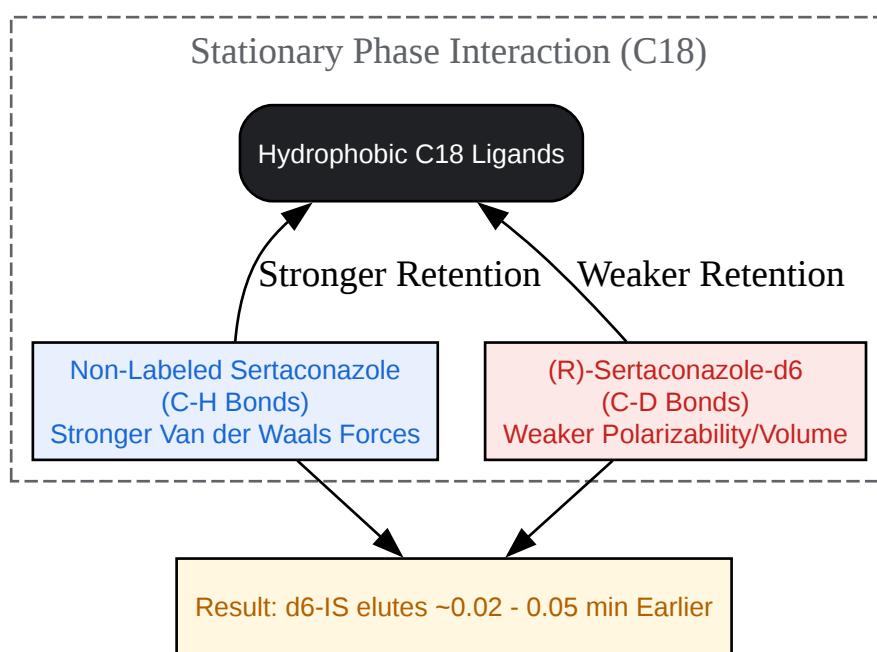 Stationary Phase Interaction (C18)
Hydrophobic C18 Ligands
Stronger Retention
Weaker Retention
Non-Labeled Sertaconazole
(C-H Bonds)
Stronger Van der Waals Forces
(R)-Sertaconazole-d6
(C-D Bonds)
Weaker Polarizability/Volume
Result: d6-IS elutes ~0.02 - 0.05 min Earlier